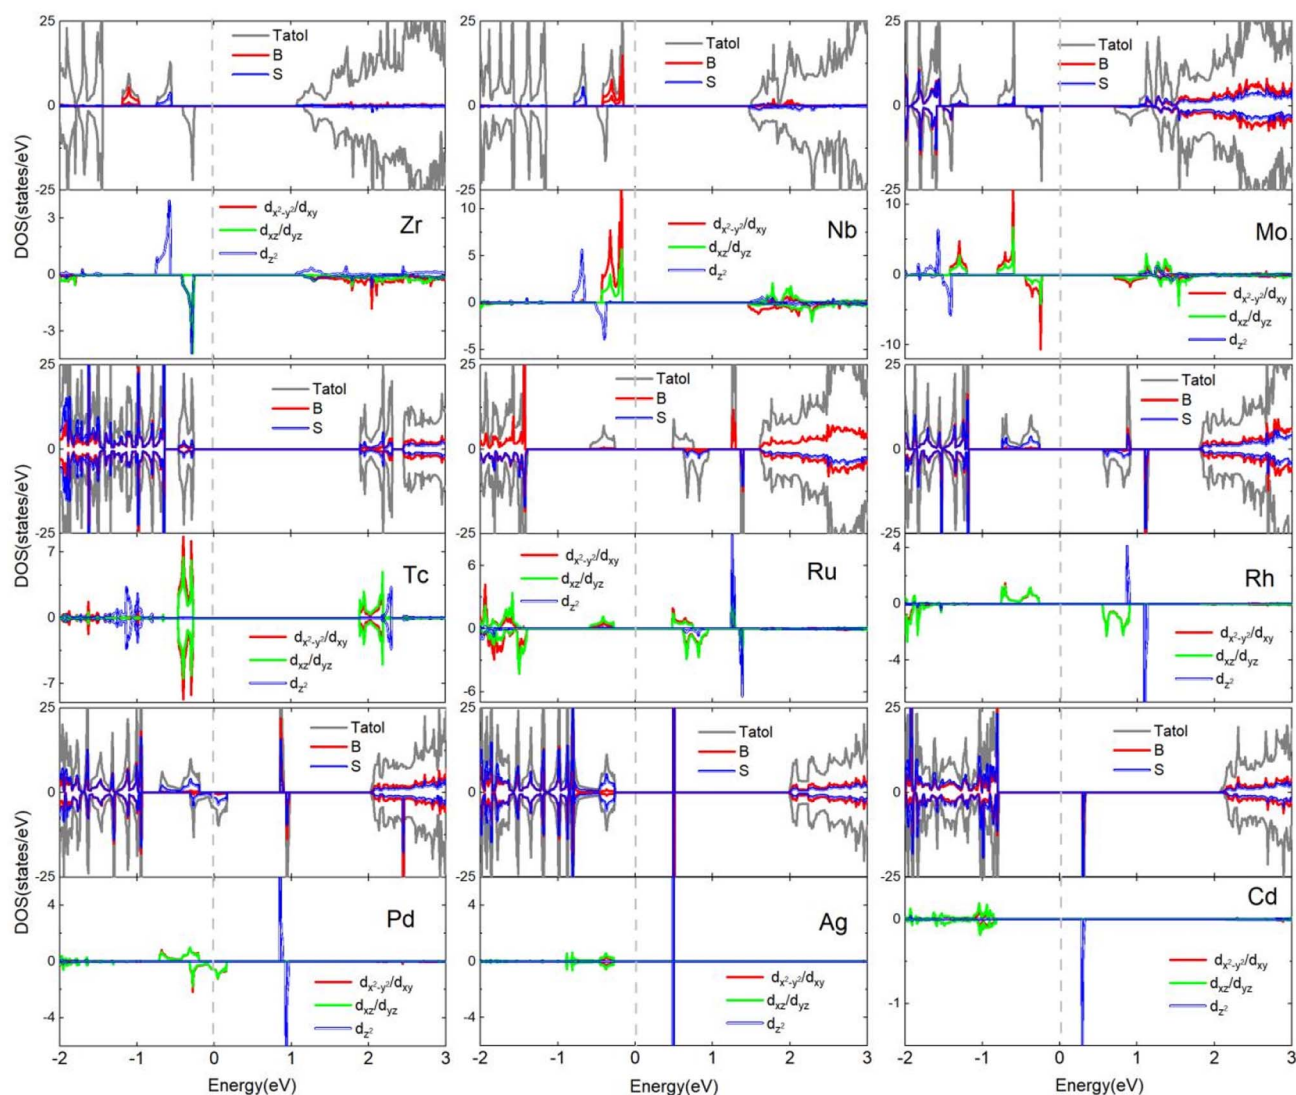 25 25 25
Tatol Tatol Tatol
B B B
S S S
DOS(states/eV)
0 0 0
-25 -25 -25
3 10 10
dx²-y²/dxy dx²-y²/dxy
dxz/dyz dxz/dyz
dz² dz²
Zr Nb Mo
5
0 0 0
-3 -5 -10
dx²-y²/dxy
dxz/dyz
dz²
25 25 25
Tatol Tatol Tatol
B B B
S S S
DOS(states/eV)
0 0 0
-25 -25 -25
7 6 4
dx²-y²/dxy
dxz/dyz
dz²
Tc Ru Rh
0 0 0
dx²-y²/dxy dx²-y²/dxy
dxz/dyz dxz/dyz
dz² dz²
-7 -6 -4
25 25 25
Tatol Tatol Tatol
B B B
S S S
DOS(states/eV)
0 0 0
-25 -25 -25
4 4 0
Pd Ag Cd
0 0
dx²-y²/dxy dx²-y²/dxy dx²-y²/dxy
dxz/dyz dxz/dyz dxz/dyz
dz² dz² dz²
-4 -4 -1
-2 -1 0 1 2 3 -2 -1 0 1 2 3 -2 -1 0 1 2 3
Energy(eV) Energy(eV) Energy(eV)